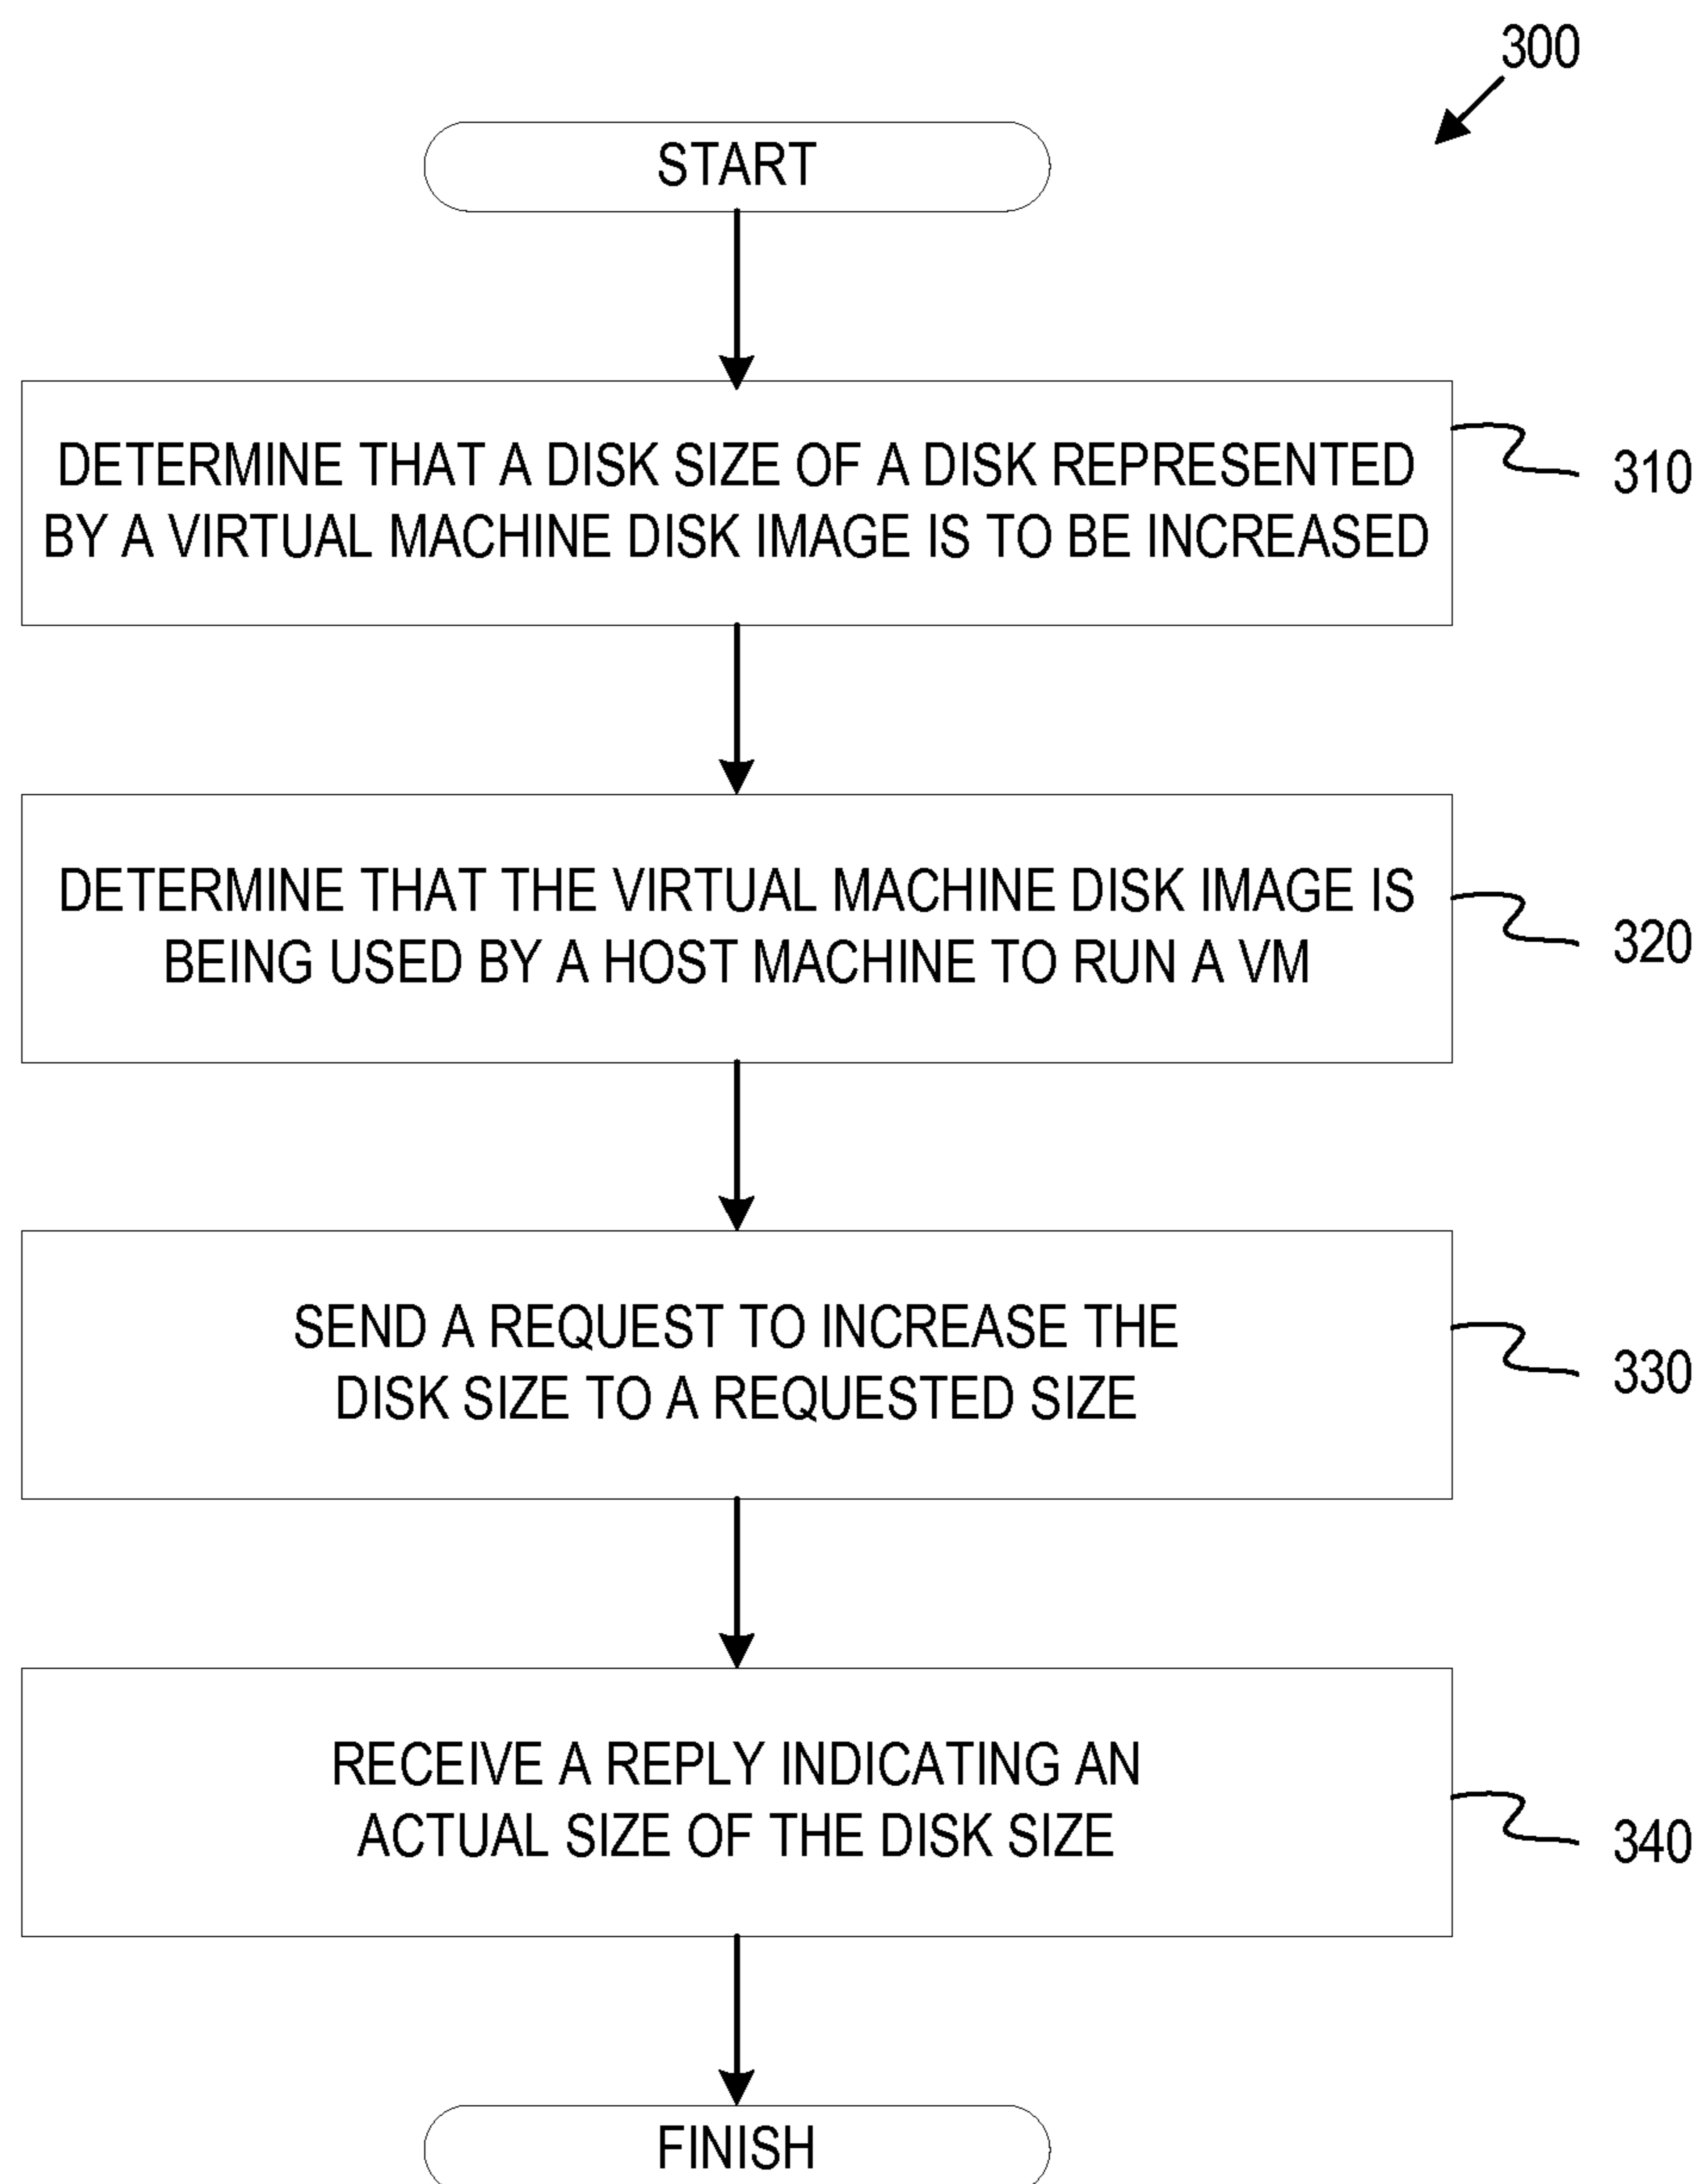 300
START
DETERMINE THAT A DISK SIZE OF A DISK REPRESENTED
BY A VIRTUAL MACHINE DISK IMAGE IS TO BE INCREASED
310
DETERMINE THAT THE VIRTUAL MACHINE DISK IMAGE IS
BEING USED BY A HOST MACHINE TO RUN A VM
320
SEND A REQUEST TO INCREASE THE
DISK SIZE TO A REQUESTED SIZE
330
RECEIVE A REPLY INDICATING AN
ACTUAL SIZE OF THE DISK SIZE
340
FINISH